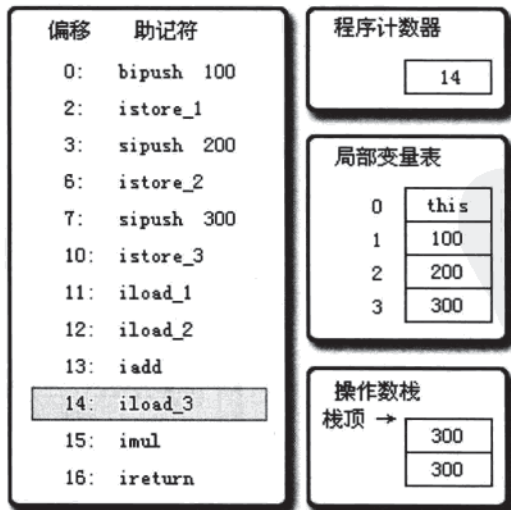 偏移 助记符
0: bipush 100
2: istore_1
3: sipush 200
6: istore_2
7: sipush 300
10: istore_3
11: iload_1
12: iload_2
13: iadd
14: iload_3
15: imul
16: ireturn
程序计数器
14
局部变量表
0 this
1 100
2 200
3 300
操作数栈
栈顶 →
300
300